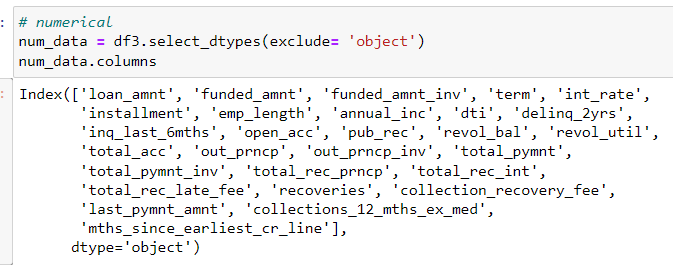 # numerical
num_data = df3.select_dtypes(exclude= 'object')
num_data.columns
Index(['loan_amnt', 'funded_amnt', 'funded_amnt_inv', 'term', 'int_rate',
'installment', 'emp_length', 'annual_inc', 'dti', 'delinq_2yrs',
'inq_last_6mths', 'open_acc', 'pub_rec', 'revol_bal', 'revol_util',
'total_acc', 'out_prncp', 'out_prncp_inv', 'total_pymnt',
'total_pymnt_inv', 'total_rec_prncp', 'total_rec_int',
'total_rec_late_fee', 'recoveries', 'collection_recovery_fee',
'last_pymnt_amnt', 'collections_12_mths_ex_med',
'mths_since_earliest_cr_line'],
dtype='object')